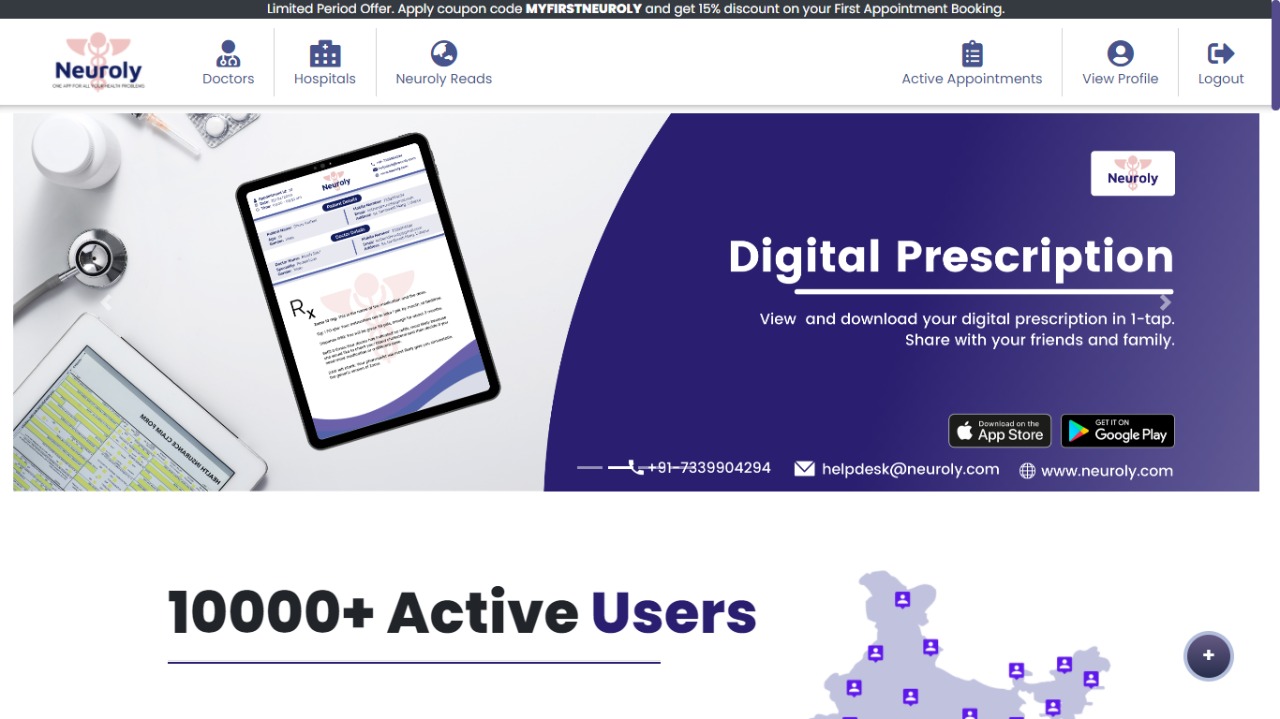 Limited Period Offer. Apply coupon code MYFIRSTNEUROLY and get 15% discount on your First Appointment Booking.
Neuroly
ONE APP FOR ALL YOUR HEALTH PROBLEMS
Doctors
Hospitals
Neuroly Reads
Active Appointments
View Profile
Logout
Neuroly
Patient Details
Doctor Details
Rx
HEALTH INSURANCE CLAIM FORM
Neuroly
Digital Prescription
View and download your digital prescription in 1-tap.
Share with your friends and family.
Download on the
App Store
GET IT ON
Google Play
+91-7339904294
helpdesk@neuroly.com
www.neuroly.com
10000+ Active Users
+